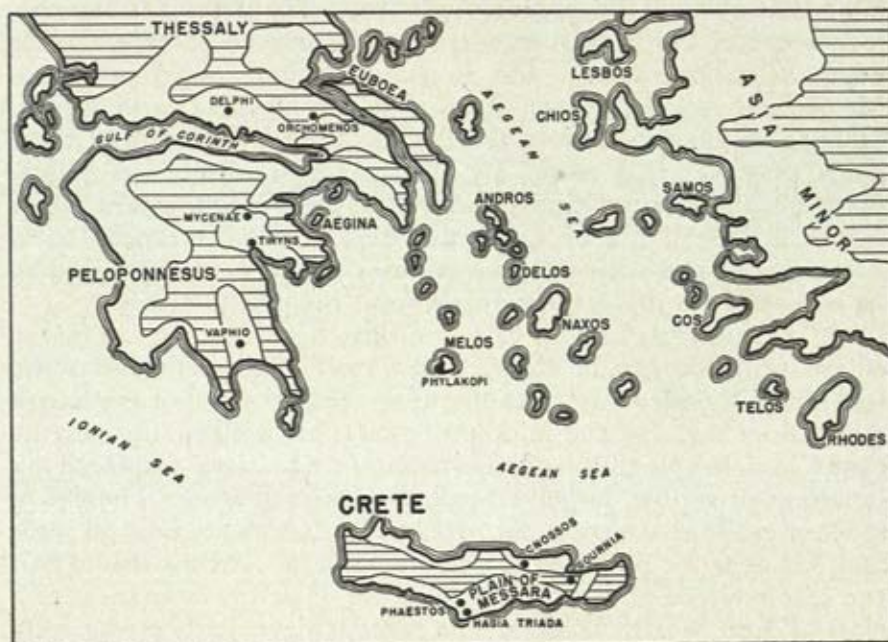 THESSALY
LESBOS
EUBOEA
DELPHI
ORCHOMENOS
GULF OF CORINTH
AEGEAN
SEA
CHIOS
ASIA
MINOR
MYCENAE
AEGINA
TIRYNS
ANDROS
SAMOS
PELOPONNESUS
DELOS
VAPHIO
MELOS
PHYLAKOPI
NAXOS
COS
TELOS
RHODES
IONIAN
SEA
AEGEAN SEA
CRETE
CNOSSOS
GOURNIA
PLAIN OF
MESSARA
PHAESTOS
HAGIA TRIADA